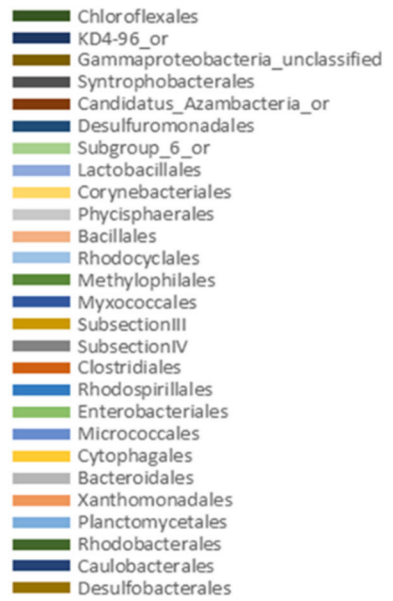 Chloroflexales
KD4-96_or
Gammaproteobacteria_unclassified
Syntrophobacterales
Candidatus_Azambacteria_or
Desulfuromonadales
Subgroup_6_or
Lactobacillales
Corynebacteriales
Phycisphaerales
Bacillales
Rhodocyclales
Methylophilales
Myxococcales
SubsectionIII
SubsectionIV
Clostridiales
Rhodospirillales
Enterobacteriales
Micrococcales
Cytophagales
Bacteroidales
Xanthomonadales
Planctomycetales
Rhodobacterales
Caulobacterales
Desulfobacterales